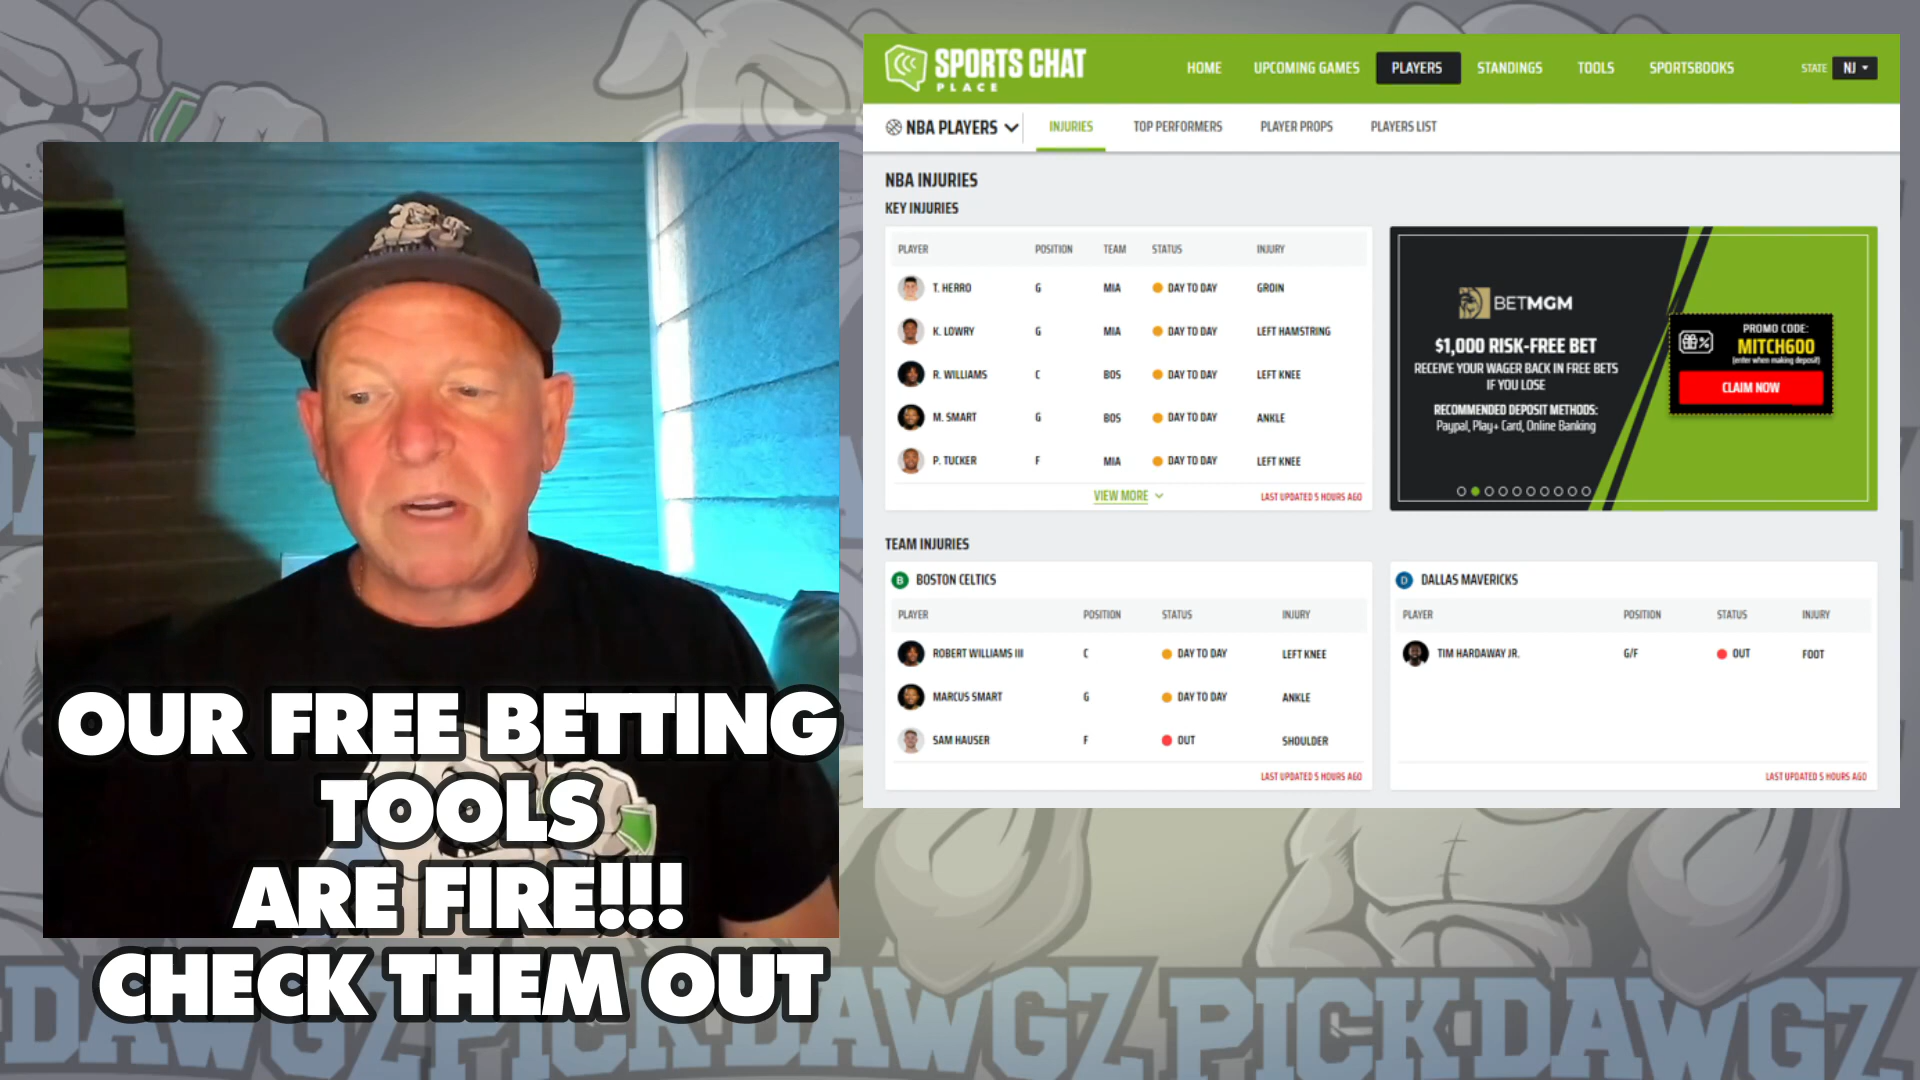 OUR FREE BETTING
TOOLS
ARE FIRE!!!
CHECK THEM OUT
SPORTS CHAT
PLACE
HOME
UPCOMING GAMES
PLAYERS
STANDINGS
TOOLS
SPORTSBOOKS
STATE
NJ
NBA PLAYERS
INJURIES
TOP PERFORMERS
PLAYER PROPS
PLAYERS LIST
NBA INJURIES
KEY INJURIES
PLAYER POSITION TEAM STATUS INJURY
T. HERRO G MIA DAY TO DAY GROIN
K. LOWRY G MIA DAY TO DAY LEFT HAMSTRING
R. WILLIAMS C BOS DAY TO DAY LEFT KNEE
M. SMART G BOS DAY TO DAY ANKLE
P. TUCKER F MIA DAY TO DAY LEFT KNEE
VIEW MORE
LAST UPDATED 5 HOURS AGO
BETMGM
$1,000 RISK-FREE BET
RECEIVE YOUR WAGER BACK IN FREE BETS
IF YOU LOSE
RECOMMENDED DEPOSIT METHODS:
Paypal, Play+ Card, Online Banking
PROMO CODE:
MITCH600
(enter when making deposit)
CLAIM NOW
TEAM INJURIES
B BOSTON CELTICS
PLAYER POSITION STATUS INJURY
ROBERT WILLIAMS III C DAY TO DAY LEFT KNEE
MARCUS SMART G DAY TO DAY ANKLE
SAM HAUSER F OUT SHOULDER
LAST UPDATED 5 HOURS AGO
D DALLAS MAVERICKS
PLAYER POSITION STATUS INJURY
TIM HARDAWAY JR. G/F OUT FOOT
LAST UPDATED 5 HOURS AGO
DAWGZ PICKDAWGZ PICKDAWGZ